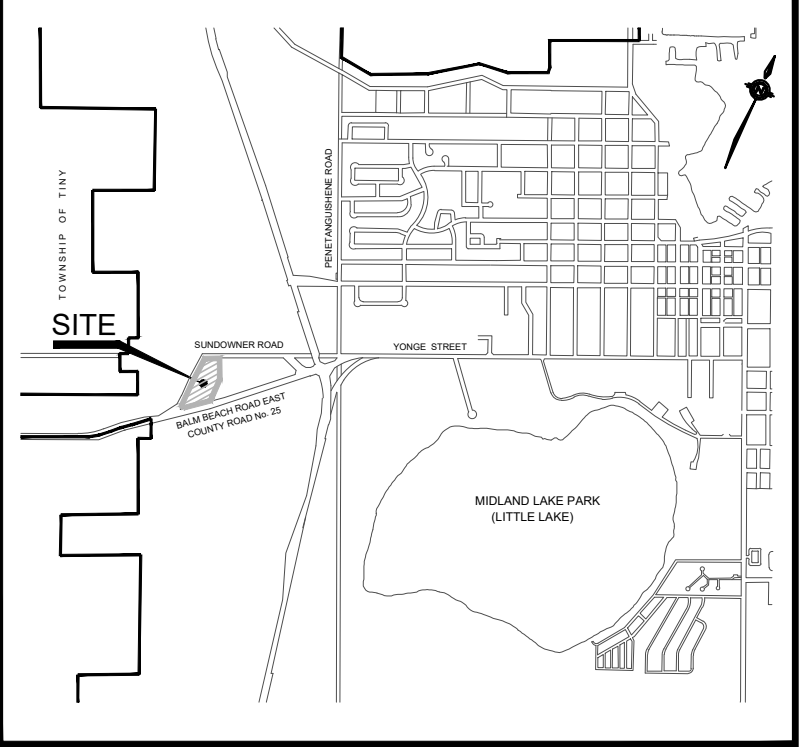 TOWNSHIP OF TINY
PENETANGUISHENE ROAD
SITE
SUNDOWNER ROAD
YONGE STREET
BALM BEACH ROAD EAST
COUNTY ROAD No. 25
MIDLAND LAKE PARK
(LITTLE LAKE)